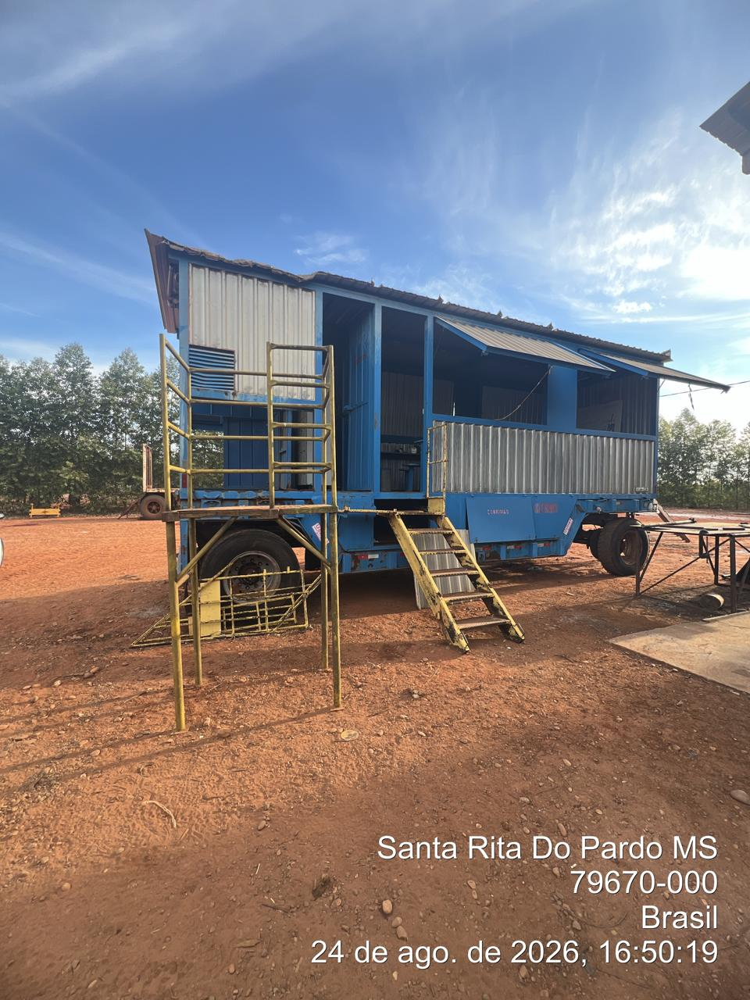 Santa Rita Do Pardo MS
79670-000
Brasil
24 de ago. de 2026, 16:50:19